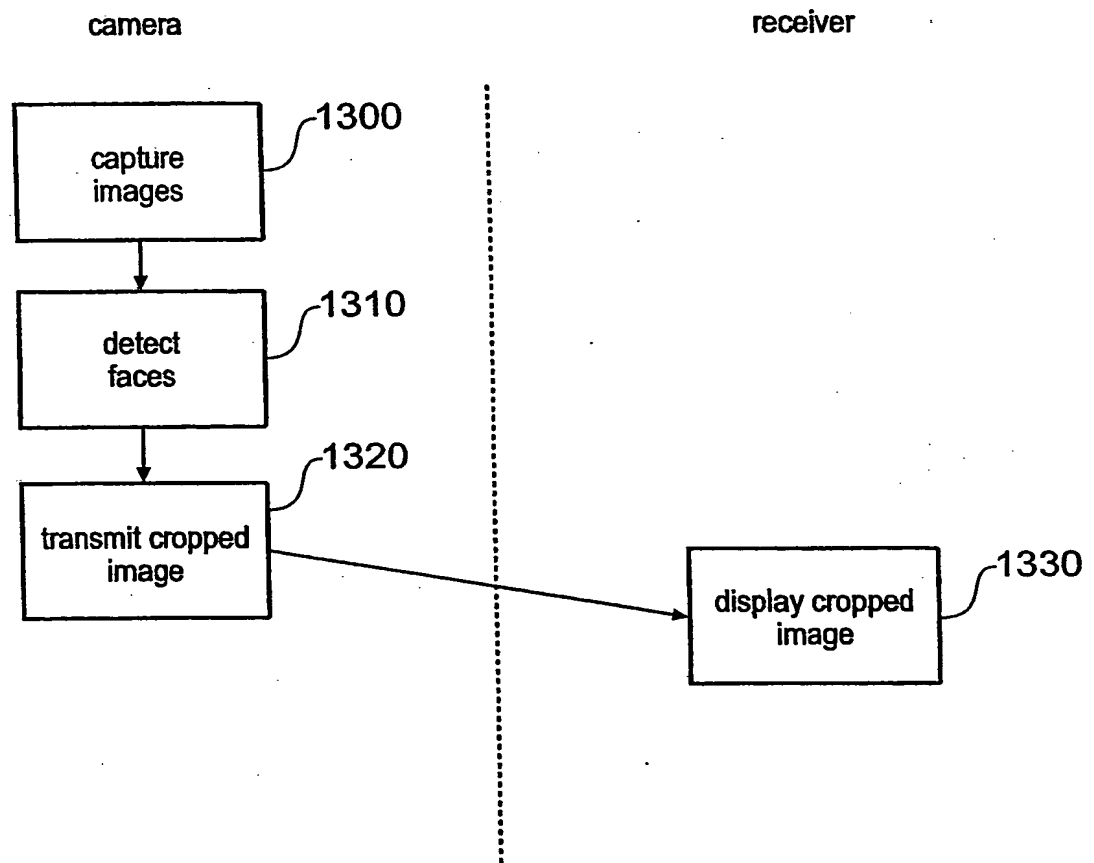 camera
receiver
1300
capture
images
1310
detect
faces
1320
transmit cropped
image
1330
display cropped
image